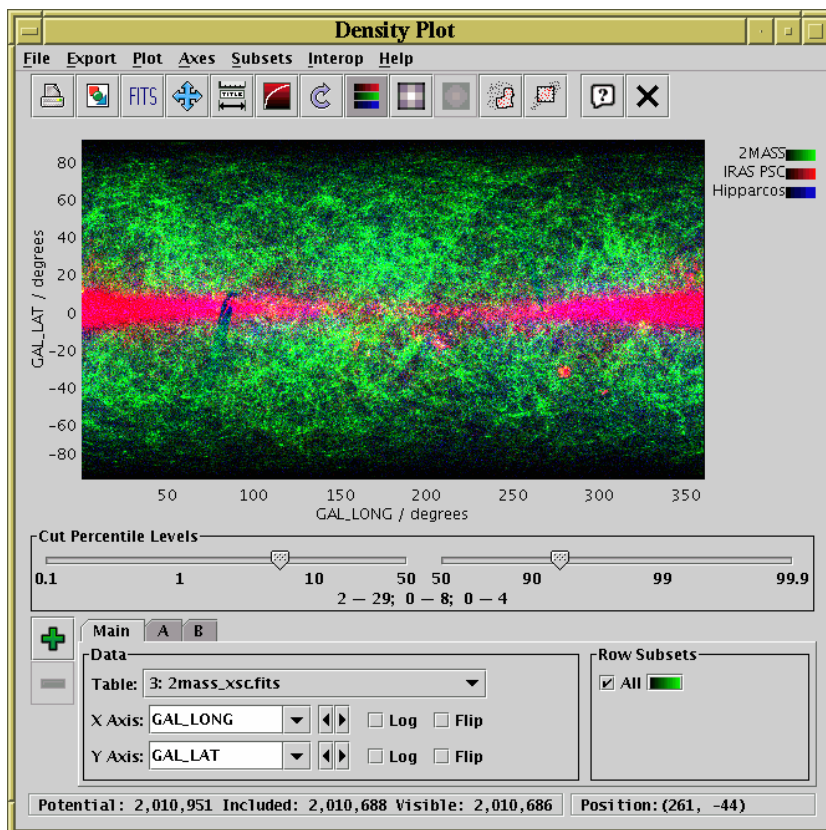 Density Plot
File Export Plot Axes Subsets Interop Help
FITS TITLE ?
2MASS
IRAS PSC
Hipparcos
80
60
40
20
0
-20
-40
-60
-80
GAL_LAT / degrees
50 100 150 200 250 300 350
GAL_LONG / degrees
Cut Percentile Levels
0.1 1 10 50 50 90 99 99.9
2 — 29; 0 — 8; 0 — 4
Main A B
Data
Table: 3: 2mass_xsc.fits
X Axis: GAL_LONG Log Flip
Y Axis: GAL_LAT Log Flip
Row Subsets
All
Potential: 2,010,951 Included: 2,010,688 Visible: 2,010,686 Position:(261, -44)